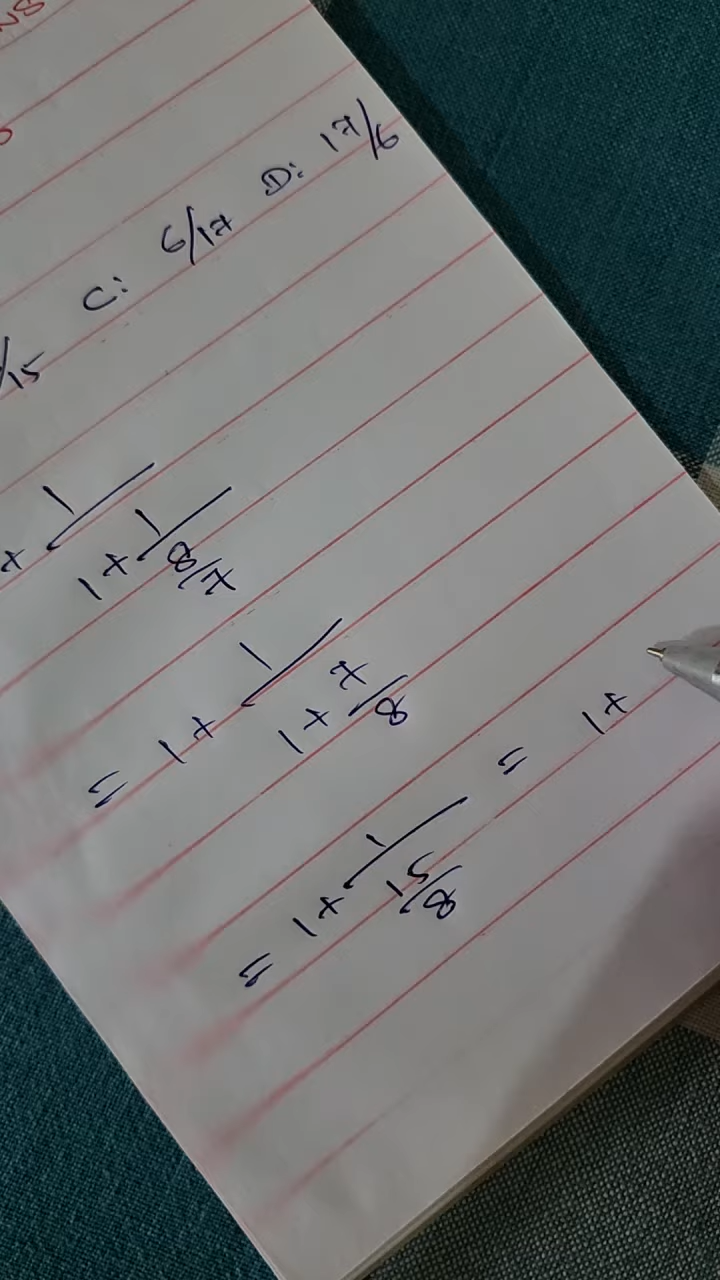 /15 C: 6/17 D: 17/6
+ 1
1 + 1
8/7
= 1 + 1
1 + 7/8
= 1 + 1
15/8
= 1 +